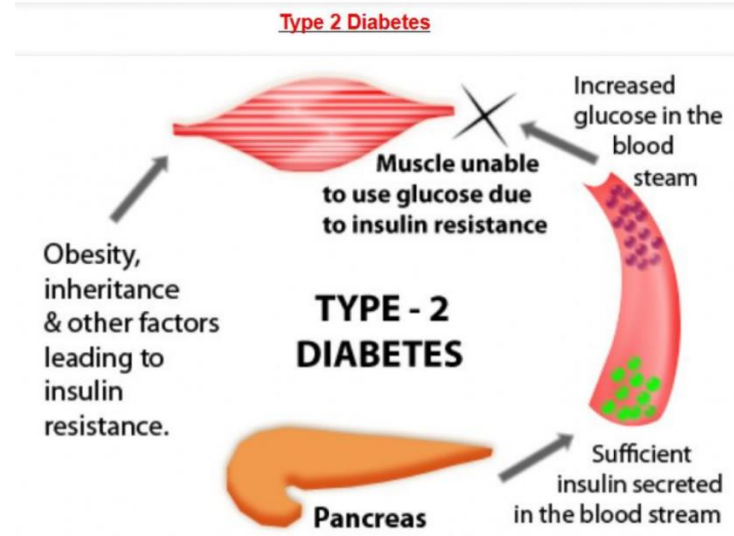 Type 2 Diabetes
Increased
glucose in the
blood
steam
Muscle unable
to use glucose due
to insulin resistance
Obesity,
inheritance
& other factors
leading to
insulin
resistance.
TYPE - 2
DIABETES
Pancreas
Sufficient
insulin secreted
in the blood stream